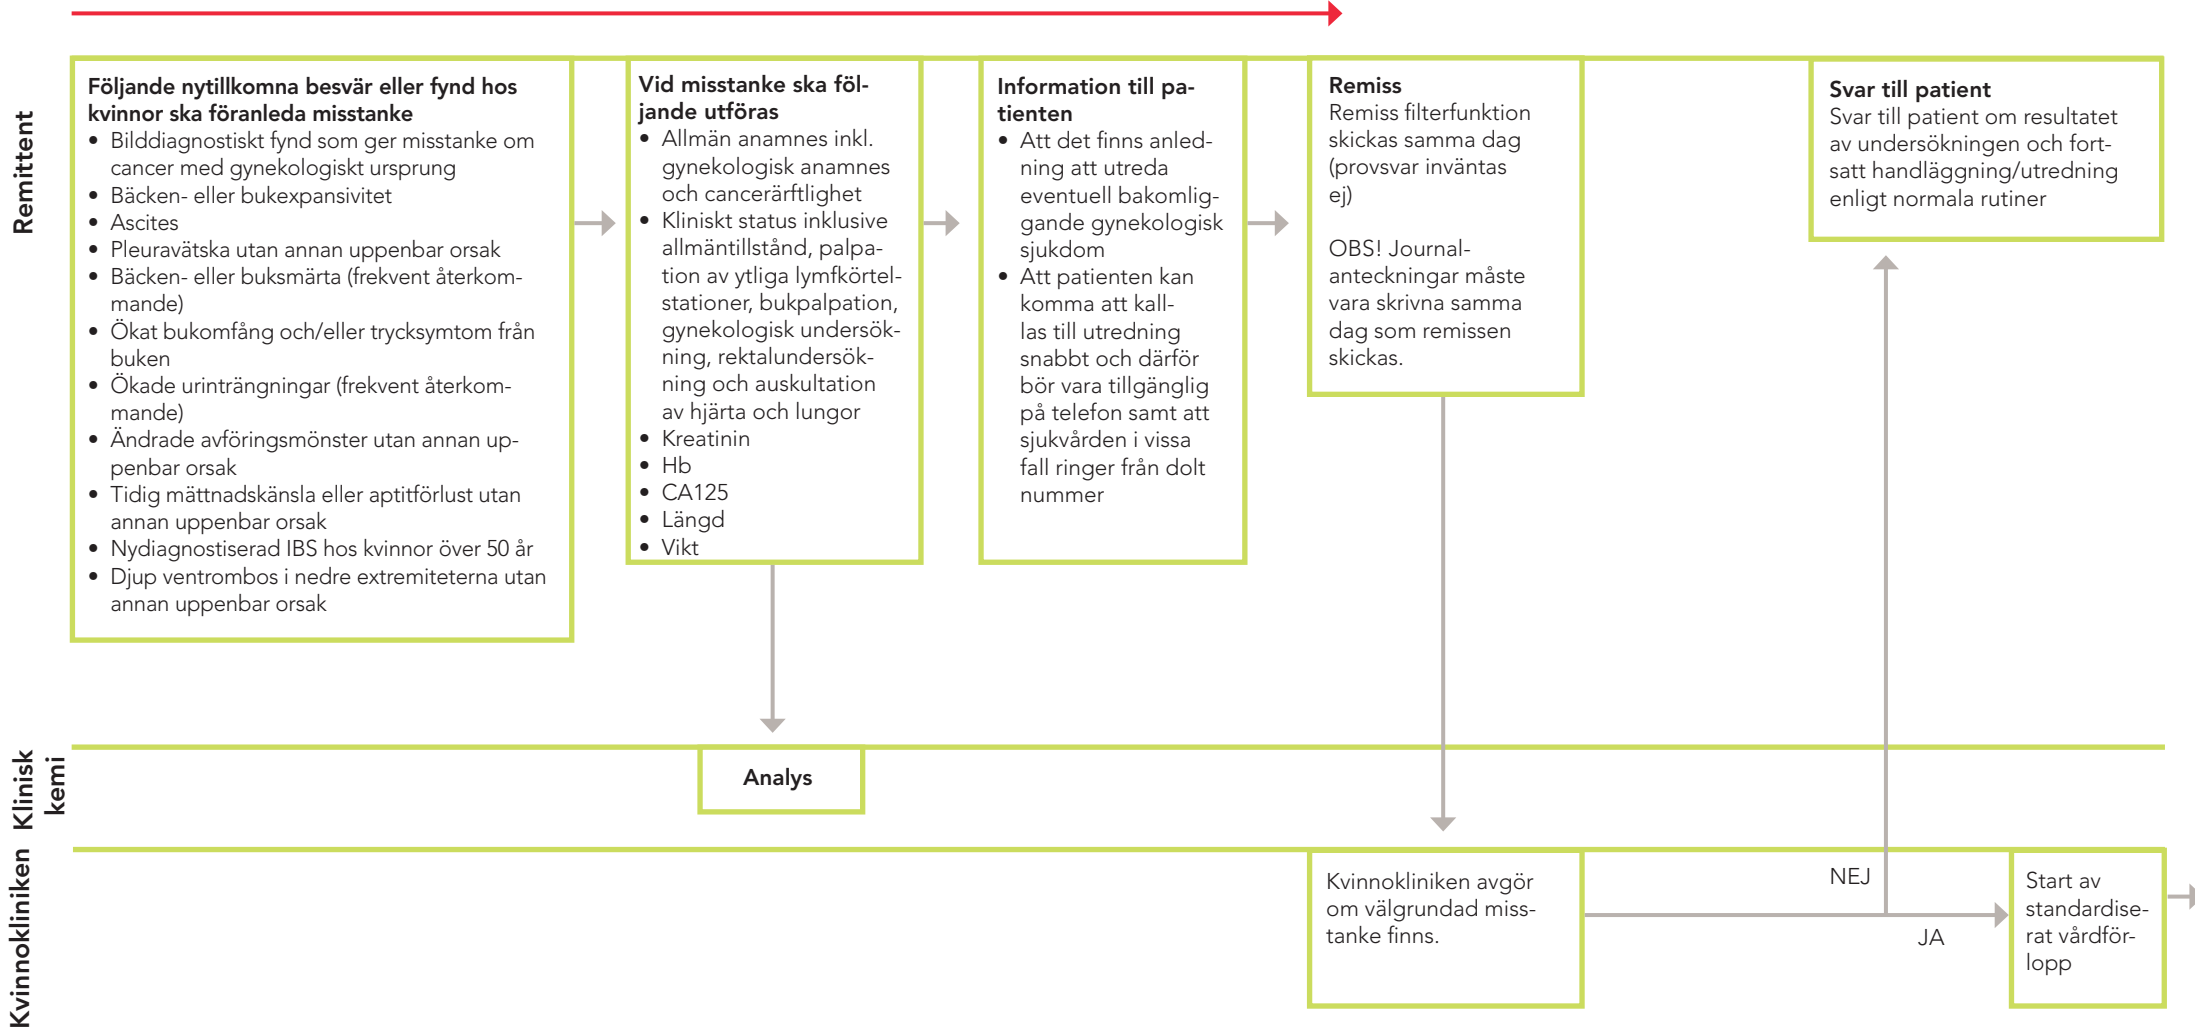 Remittent
Följande nytillkomna besvär eller fynd hos
kvinnor ska föranleda misstanke
• Bilddiagnostiskt fynd som ger misstanke om
cancer med gynekologiskt ursprung
• Bäcken- eller bukexpansivitet
• Ascites
• Pleuravätska utan annan uppenbar orsak
• Bäcken- eller buksmärta (frekvent återkom-
mande)
• Ökat bukomfång och/eller trycksymtom från
buken
• Ökade urinträngningar (frekvent återkom-
mande)
• Ändrade avföringsmönster utan annan up-
penbar orsak
• Tidig mättnadskänsla eller aptitförlust utan
annan uppenbar orsak
• Nydiagnostiserad IBS hos kvinnor över 50 år
• Djup ventrombos i nedre extremiteterna utan
annan uppenbar orsak
Vid misstanke ska föl-
jande utföras
• Allmän anamnes inkl.
gynekologisk anamnes
och cancerärftlighet
• Kliniskt status inklusive
allmäntillstånd, palpa-
tion av ytliga lymfkörtel-
stationer, bukpalpation,
gynekologisk undersök-
ning, rektalundersök-
ning och auskultation
av hjärta och lungor
• Kreatinin
• Hb
• CA125
• Längd
• Vikt
Information till pa-
tienten
• Att det finns anled-
ning att utreda
eventuell bakomlig-
gande gynekologisk
sjukdom
• Att patienten kan
komma att kall-
las till utredning
snabbt och därför
bör vara tillgänglig
på telefon samt att
sjukvården i vissa
fall ringer från dolt
nummer
Remiss
Remiss filterfunktion
skickas samma dag
(provsvar inväntas
ej)
OBS! Journal-
anteckningar måste
vara skrivna samma
dag som remissen
skickas.
Svar till patient
Svar till patient om resultatet
av undersökningen och fort-
satt handläggning/utredning
enligt normala rutiner
Klinisk
kemi
Analys
Kvinnokliniken
Kvinnokliniken avgör
om välgrundad miss-
tanke finns.
NEJ
JA
Start av
standardise-
rat vårdför-
lopp